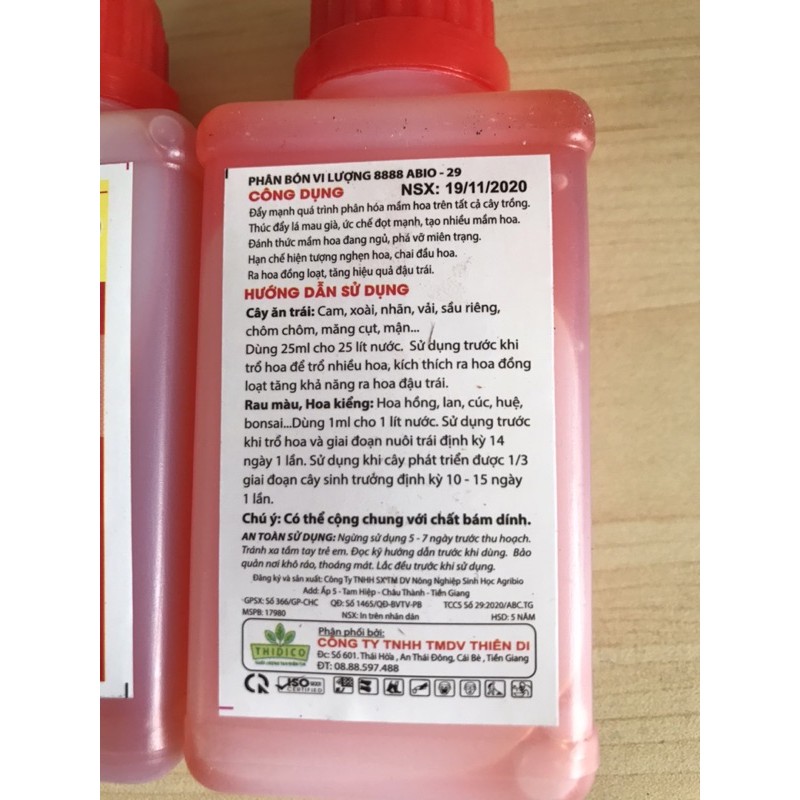 PHÂN BÓN VI LƯỢNG 8888 ABIO - 29
CÔNG DỤNG NSX: 19/11/2020
Đẩy mạnh quá trình phân hóa mầm hoa trên tất cả cây trồng.
Thúc đẩy lá mau già, ức chế đọt mạnh, tạo nhiều mầm hoa.
Đánh thức mầm hoa đang ngủ, phá vỡ miên trạng.
Hạn chế hiện tượng nghẹn hoa, chai đầu hoa.
Ra hoa đồng loạt, tăng hiệu quả đậu trái.
HƯỚNG DẪN SỬ DỤNG
Cây ăn trái: Cam, xoài, nhãn, vải, sầu riêng,
chôm chôm, măng cụt, mận...
Dùng 25ml cho 25 lít nước. Sử dụng trước khi
trổ hoa để trổ nhiều hoa, kích thích ra hoa đồng
loạt tăng khả năng ra hoa đậu trái.
Rau màu, Hoa kiểng: Hoa hồng, lan, cúc, huệ,
bonsai...Dùng 1ml cho 1 lít nước. Sử dụng trước
khi trổ hoa và giai đoạn nuôi trái định kỳ 14
ngày 1 lần. Sử dụng khi cây phát triển được 1/3
giai đoạn cây sinh trưởng định kỳ 10 - 15 ngày
1 lần.
Chú ý: Có thể cộng chung với chất bám dính.
AN TOÀN SỬ DỤNG: Ngừng sử dụng 5 - 7 ngày trước thu hoạch.
Tránh xa tầm tay trẻ em. Đọc kỹ hướng dẫn trước khi dùng. Bảo
quản nơi khô ráo, thoáng mát. Lắc đều trước khi sử dụng.
Đăng ký và sản xuất: Công Ty TNHH SX TM DV Nông Nghiệp Sinh Học Agribio
Add: Ấp 5 - Tam Hiệp - Châu Thành - Tiền Giang
GPSX: Số 366/GP-CHC QĐ: Số 1465/QĐ-BVTV-PB TCCS Số 29:2020/ABC.TG
MSPB: 17980 NSX: In trên nhãn dán HSD: 5 NĂM
THIDICO
Phân phối bởi:
CÔNG TY TNHH TMDV THIÊN DI
Đc: Số 601. Thái Hòa, An Thái Đông, Cái Bè, Tiền Giang
ĐT: 08.88.597.488
ISO
CERTIFIED